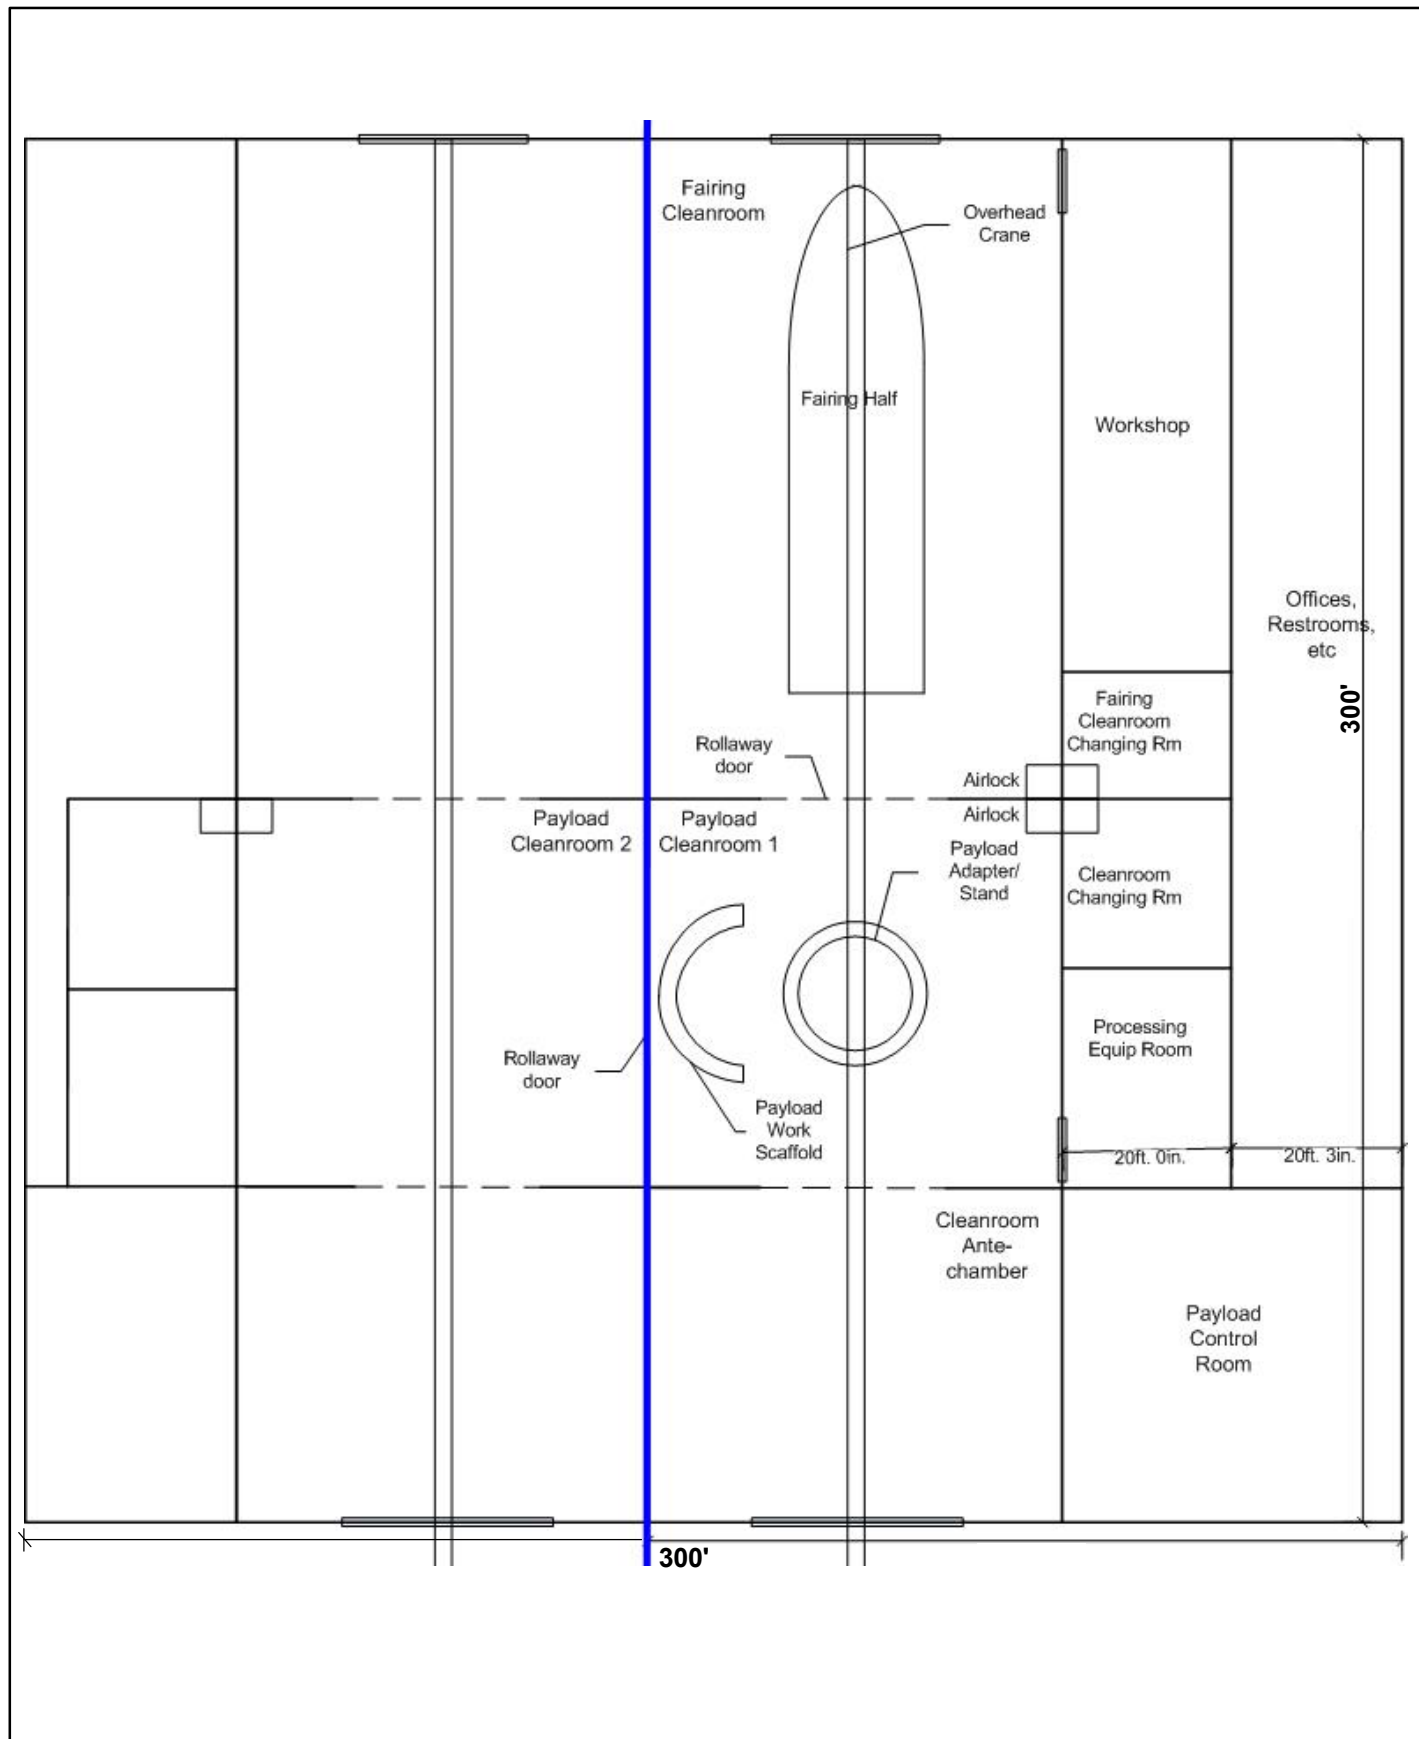 Fairing
Cleanroom
Overhead
Crane
Fairing Half
Workshop
Offices,
Restrooms,
etc
300'
Fairing
Cleanroom
Changing Rm
Rollaway
door
Airlock
Airlock
Payload
Cleanroom 2
Payload
Cleanroom 1
Payload
Adapter/
Stand
Cleanroom
Changing Rm
Processing
Equip Room
Rollaway
door
Payload
Work
Scaffold
20ft. 0in.
20ft. 3in.
Cleanroom
Ante-
chamber
Payload
Control
Room
300'